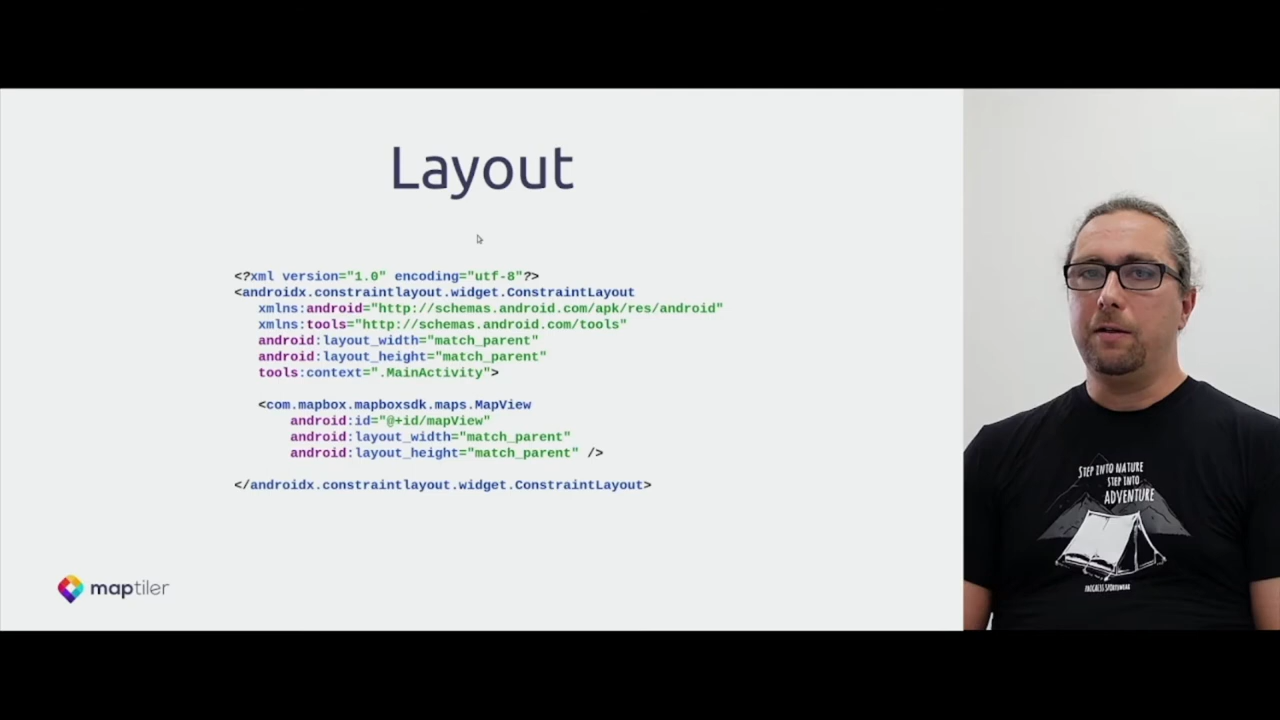 Layout
<?xml version="1.0" encoding="utf-8"?>
<androidx.constraintlayout.widget.ConstraintLayout
xmlns:android="http://schemas.android.com/apk/res/android"
xmlns:tools="http://schemas.android.com/tools"
android:layout_width="match_parent"
android:layout_height="match_parent"
tools:context=".MainActivity">
<com.mapbox.mapboxsdk.maps.MapView
android:id="@+id/mapView"
android:layout_width="match_parent"
android:layout_height="match_parent" />
</androidx.constraintlayout.widget.ConstraintLayout>
maptiler
STEP INTO NATURE
STEP INTO
ADVENTURE